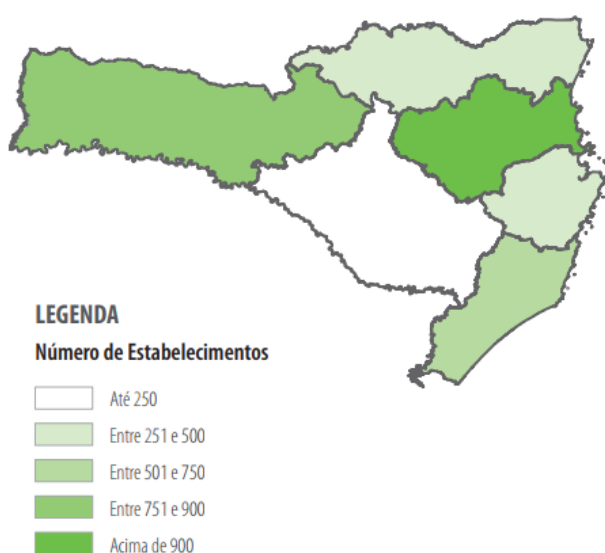 LEGENDA
Número de Estabelecimentos
Até 250
Entre 251 e 500
Entre 501 e 750
Entre 751 e 900
Acima de 900